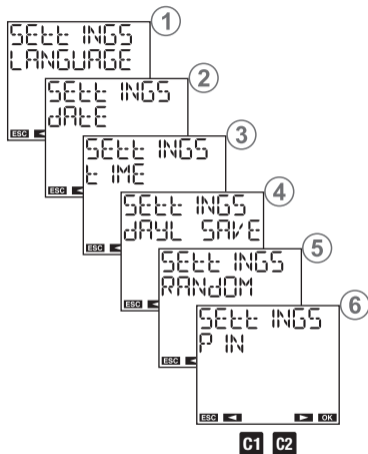 1
SEtt INGS
LANGUAGE
ESC ◄
2
SEtt INGS
dAtE
ESC ◄
3
SEtt INGS
t IME
ESC ◄
4
SEtt INGS
dAYL SAVE
ESC ◄
5
SEtt INGS
RANdOM
ESC ◄
6
SEtt INGS
P IN
ESC ◄ ► OK
C1 C2